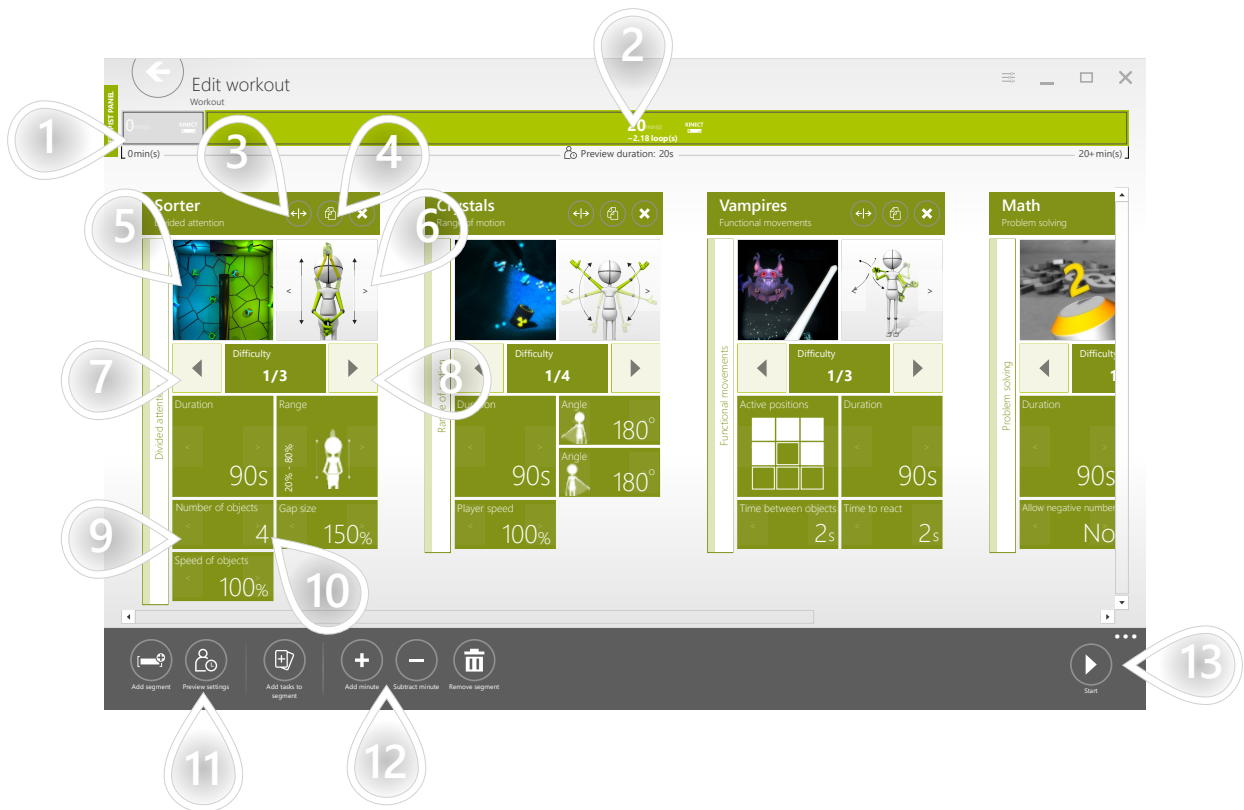 2
Edit workout
Workout
1
0min(s) KINECT
20min(s) KINECT
~2.18 loop(s)
0min(s)
Preview duration: 20s
20+min(s)
3
4
5
6
Sorter
Divided attention
Crystals
Range of motion
Vampires
Functional movements
Math
Problem solving
Divided attention
Range of motion
Functional movements
Problem solving
7
8
Difficulty
1/3
Difficulty
1/4
Difficulty
1/3
Difficulty
Duration
90s
Range
20% - 80%
Duration
90s
Angle
180°
Angle
180°
Active positions
Duration
90s
Duration
90s
9
10
Number of objects
4
Gap size
150%
Player speed
100%
Time between objects
2s
Time to react
2s
Allow negative number
No
Speed of objects
100%
Add segment
Preview settings
Add tasks to
segment
Add minute
Subtract minute
Remove segment
Start
11
12
13